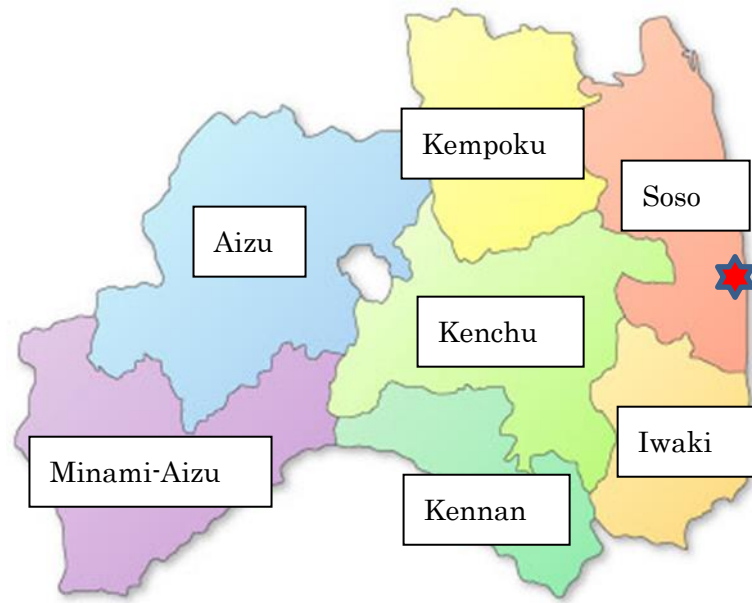 Kempoku
Soso
Aizu
Kenchu
Iwaki
Minami-Aizu
Kennan